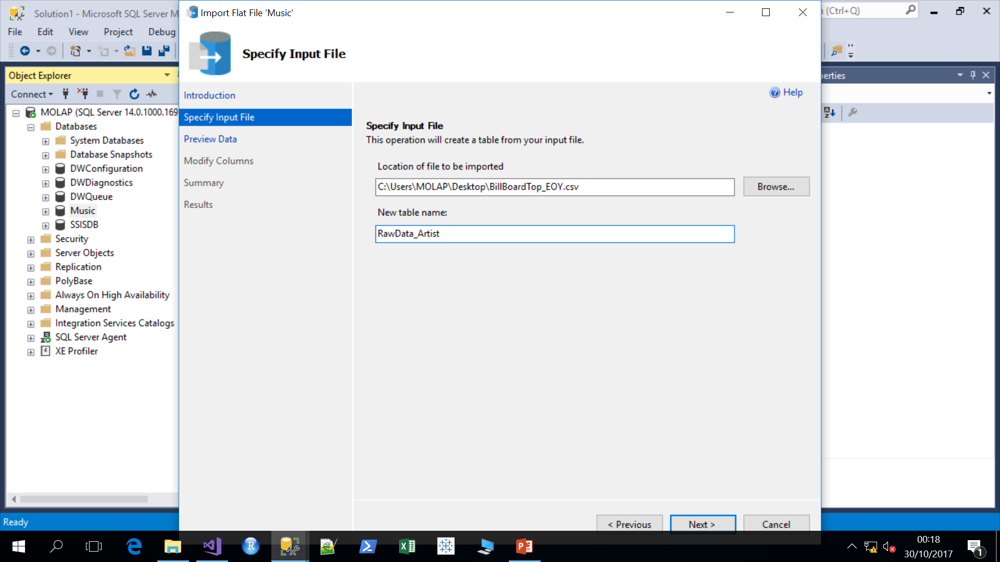 Solution1 - Microsoft SQL Server M
Import Flat File 'Music'
(Ctrl+Q)
File Edit View Project Debug
Specify Input File
Object Explorer
Connect
MOLAP (SQL Server 14.0.1000.169
Databases
System Databases
Database Snapshots
DWConfiguration
DWDiagnostics
DWQueue
Music
SSISDB
Security
Server Objects
Replication
PolyBase
Always On High Availability
Management
Integration Services Catalogs
SQL Server Agent
XE Profiler
Introduction
Specify Input File
Preview Data
Modify Columns
Summary
Results
Help
Specify Input File
This operation will create a table from your input file.
Location of file to be imported
C:\Users\MOLAP\Desktop\BillBoardTop_EOY.csv
Browse...
New table name:
RawData_Artist
< Previous
Next >
Cancel
perties
Ready
00:18
30/10/2017
1